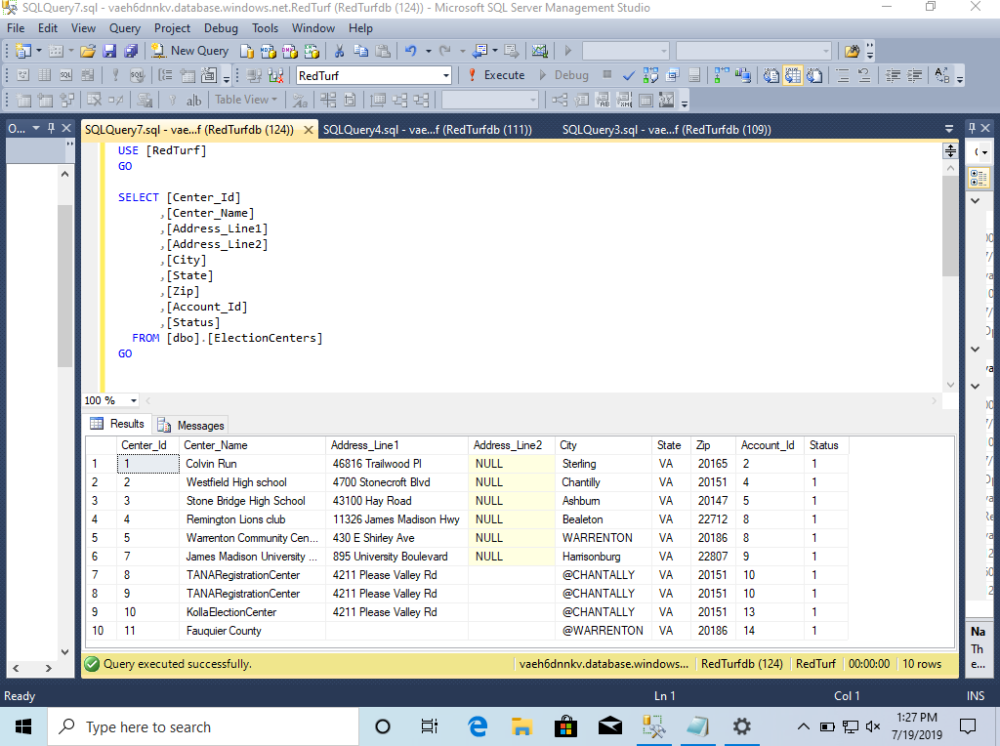 SQLQuery7.sql - vaeh6dnnkv.database.windows.net.RedTurf (RedTurfdb (124)) - Microsoft SQL Server Management Studio
File Edit View Query Project Debug Tools Window Help
New Query
RedTurf Execute Debug
Table View
O... SQLQuery7.sql - vae...f (RedTurfdb (124)) SQLQuery4.sql - vae...f (RedTurfdb (111)) SQLQuery3.sql - vae...f (RedTurfdb (109))
USE [RedTurf]
GO
SELECT [Center_Id]
,[Center_Name]
,[Address_Line1]
,[Address_Line2]
,[City]
,[State]
,[Zip]
,[Account_Id]
,[Status]
FROM [dbo].[ElectionCenters]
GO
100 %
Results Messages
Center_Id Center_Name Address_Line1 Address_Line2 City State Zip Account_Id Status
1 1 Colvin Run 46816 Trailwood Pl NULL Sterling VA 20165 2 1
2 2 Westfield High school 4700 Stonecroft Blvd NULL Chantilly VA 20151 4 1
3 3 Stone Bridge High School 43100 Hay Road NULL Ashburn VA 20147 5 1
4 4 Remington Lions club 11326 James Madison Hwy NULL Bealeton VA 22712 8 1
5 5 Warrenton Community Cen... 430 E Shirley Ave NULL WARRENTON VA 20186 8 1
6 7 James Madison University ... 895 University Boulevard NULL Harrisonburg VA 22807 9 1
7 8 TANARegistrationCenter 4211 Please Valley Rd @CHANTALLY VA 20151 10 1
8 9 TANARegistrationCenter 4211 Please Valley Rd @CHANTALLY VA 20151 10 1
9 10 KollaElectionCenter 4211 Please Valley Rd @CHANTALLY VA 20151 13 1
10 11 Fauquier County @WARRENTON VA 20186 14 1
Na
Th
e...
Query executed successfully. vaeh6dnnkv.database.windows... RedTurfdb (124) RedTurf 00:00:00 10 rows
Ready Ln 1 Col 1 INS
Type here to search
1:27 PM
7/19/2019